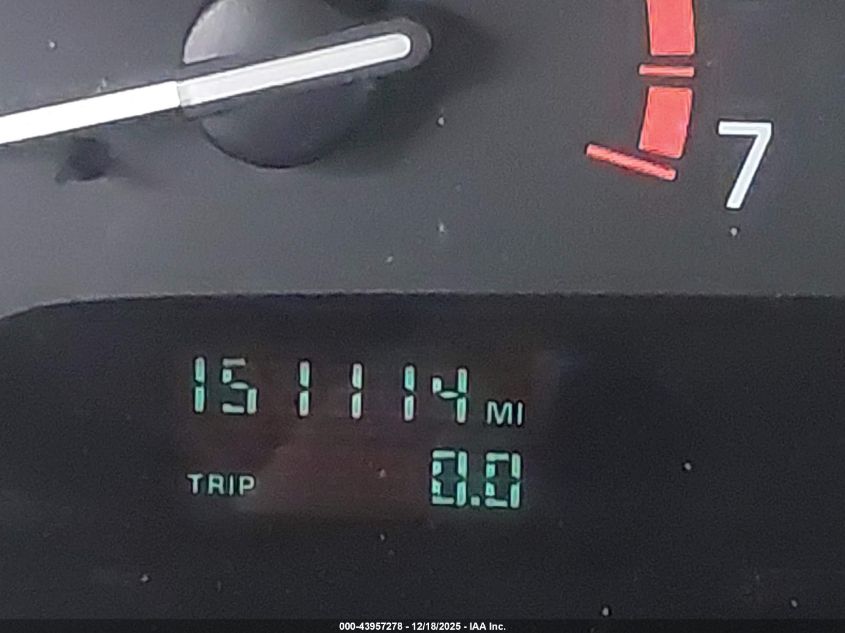 7
151114 MI
TRIP 0.0
000-43957278 - 12/18/2025 - IAA Inc.